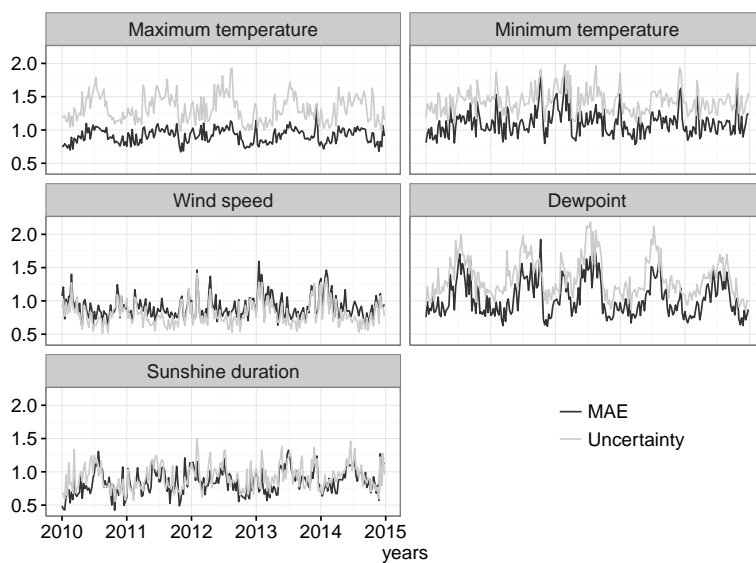 Maximum temperature
Minimum temperature
2.0
1.5
1.0
0.5
Wind speed
Dewpoint
2.0
1.5
1.0
0.5
Sunshine duration
2.0
1.5
1.0
0.5
MAE
Uncertainty
2010 2011 2012 2013 2014 2015
years